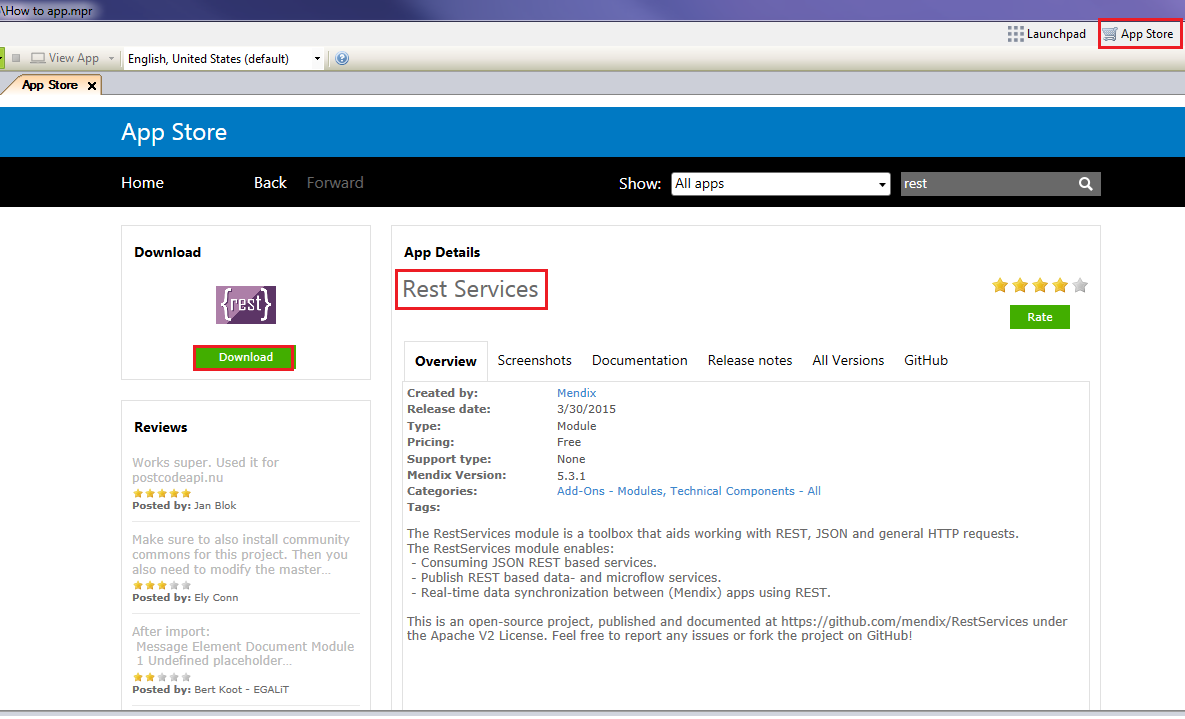 \How to app.mpr
Launchpad
App Store
View App
English, United States (default)
App Store
App Store
Home
Back
Forward
Show:
All apps
rest
Download
{rest}
Download
Reviews
Works super. Used it for
postcodeapi.nu
Posted by: Jan Blok
Make sure to also install community
commons for this project. Then you
also need to modify the master...
Posted by: Ely Conn
After import:
Message Element Document Module
1 Undefined placeholder...
Posted by: Bert Koot - EGALiT
App Details
Rest Services
Rate
Overview
Screenshots
Documentation
Release notes
All Versions
GitHub
Created by: Mendix
Release date: 3/30/2015
Type: Module
Pricing: Free
Support type: None
Mendix Version: 5.3.1
Categories: Add-Ons - Modules, Technical Components - All
Tags:
The RestServices module is a toolbox that aids working with REST, JSON and general HTTP requests.
The RestServices module enables:
- Consuming JSON REST based services.
- Publish REST based data- and microflow services.
- Real-time data synchronization between (Mendix) apps using REST.
This is an open-source project, published and documented at https://github.com/mendix/RestServices under
the Apache V2 License. Feel free to report any issues or fork the project on GitHub!